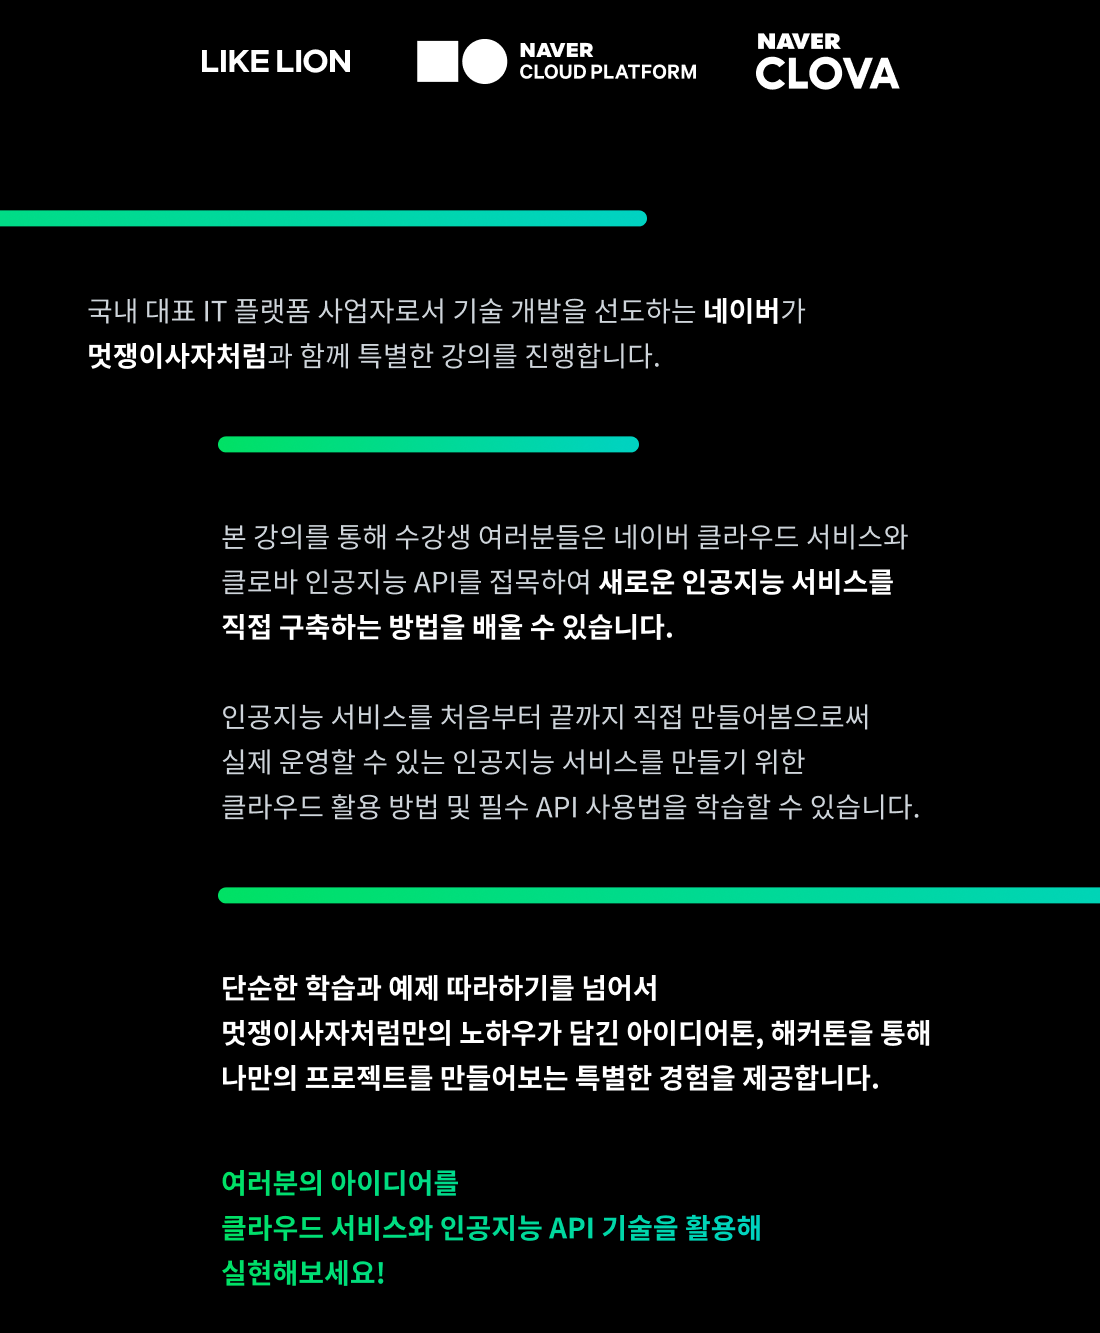 LIKE LION
NAVER
CLOUD PLATFORM
NAVER
CLOVA
국내 대표 IT 플랫폼 사업자로서 기술 개발을 선도하는 네이버가
멋쟁이사자처럼과 함께 특별한 강의를 진행합니다.
본 강의를 통해 수강생 여러분들은 네이버 클라우드 서비스와
클로바 인공지능 API를 접목하여 새로운 인공지능 서비스를
직접 구축하는 방법을 배울 수 있습니다.
인공지능 서비스를 처음부터 끝까지 직접 만들어봄으로써
실제 운영할 수 있는 인공지능 서비스를 만들기 위한
클라우드 활용 방법 및 필수 API 사용법을 학습할 수 있습니다.
단순한 학습과 예제 따라하기를 넘어서
멋쟁이사자처럼만의 노하우가 담긴 아이디어톤, 해커톤을 통해
나만의 프로젝트를 만들어보는 특별한 경험을 제공합니다.
여러분의 아이디어를
클라우드 서비스와 인공지능 API 기술을 활용해
실현해보세요!